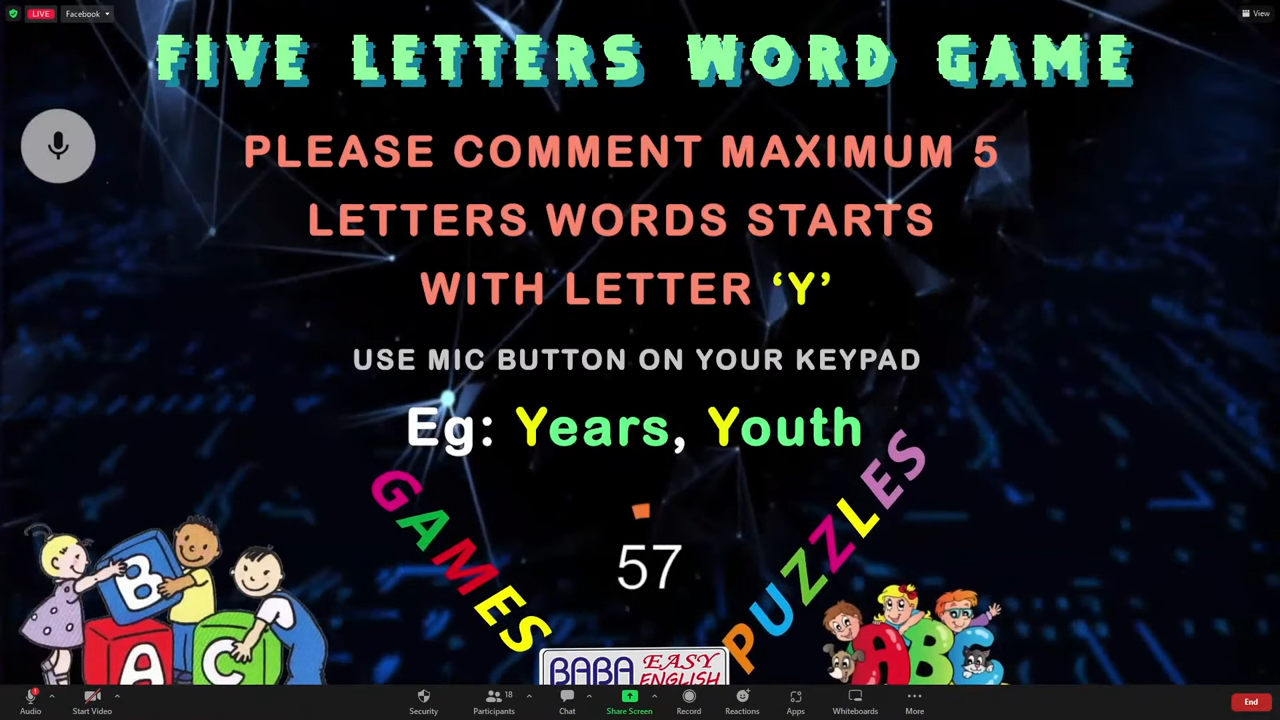 LIVE Facebook View
FIVE LETTERS WORD GAME
PLEASE COMMENT MAXIMUM 5
LETTERS WORDS STARTS
WITH LETTER ‘Y’
USE MIC BUTTON ON YOUR KEYPAD
Eg: Years, Youth
GAMES
PUZZLES
57
B
A C
A B C
BABA EASY
ENGLISH
1 18
Audio Start Video Security Participants Chat Share Screen Record Reactions Apps Whiteboards More End